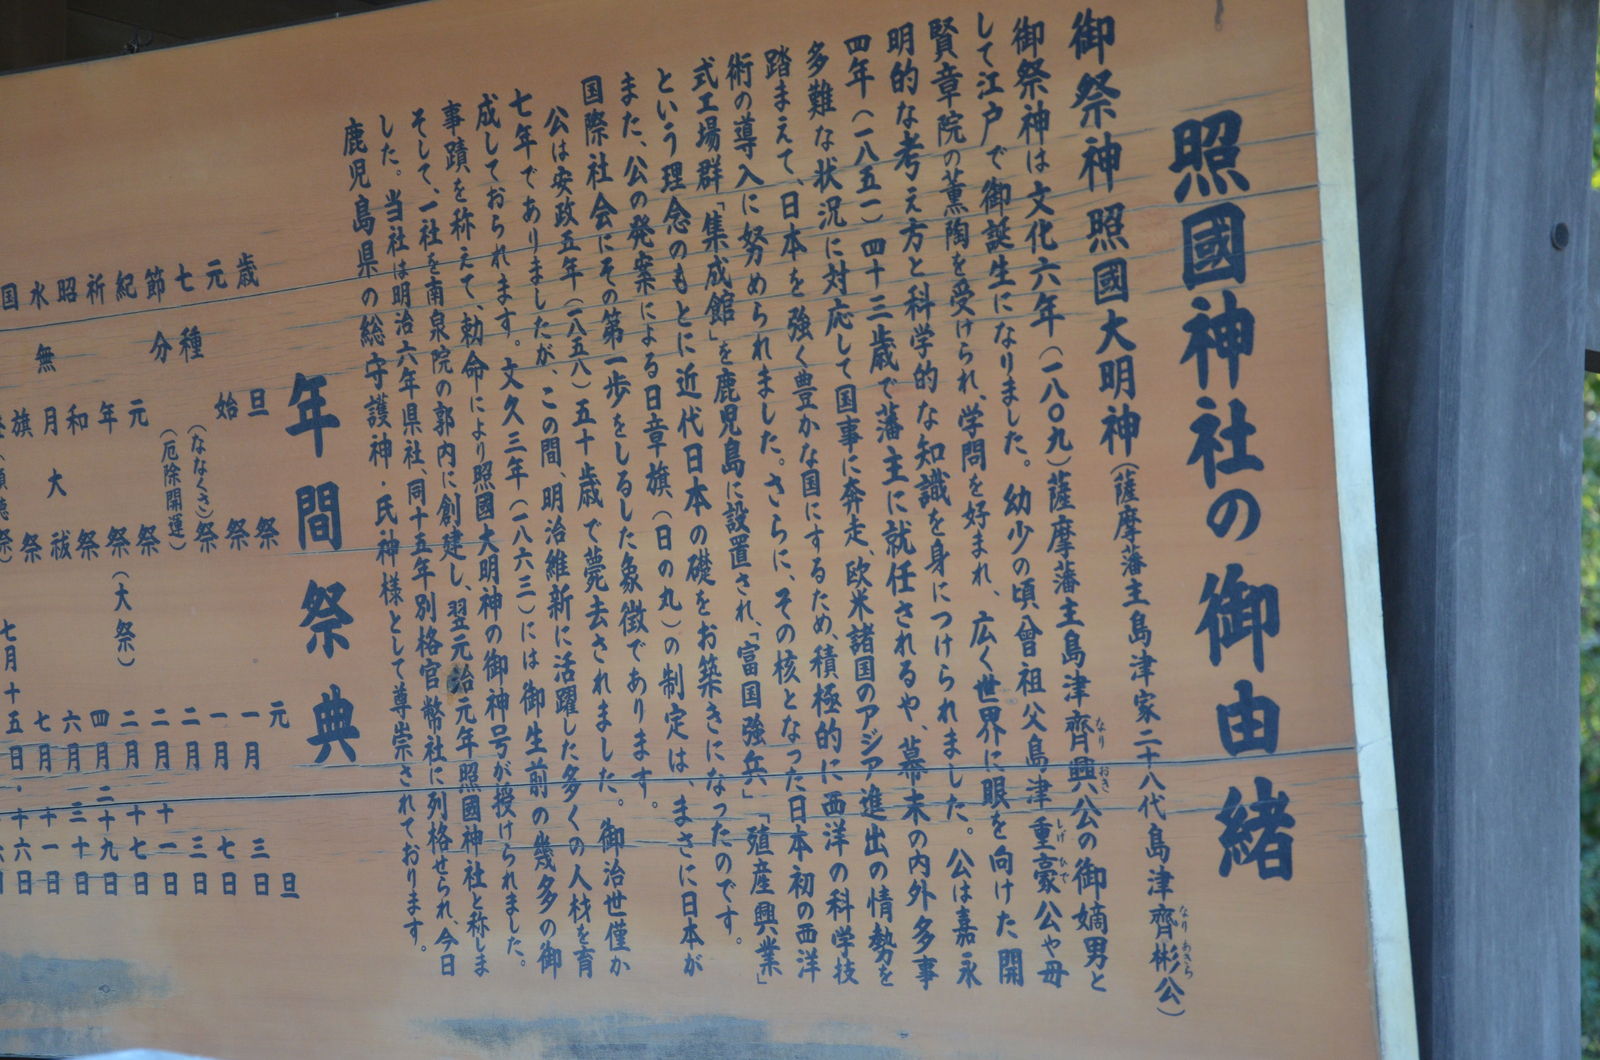 照國神社の御由緒
御祭神 照國大明神(薩摩藩主島津家二十八代島津齊彬公)
なりあきら
御祭神は文化六年(一八〇九)薩摩藩主島津齊興公の御嫡男と
なりおき
して江戸で御誕生になりました。幼少の頃、曾祖父島津重豪公や母
しげひで
賢章院の薫陶を受けられ、学問を好まれ、広く世界に眼を向けた開
明的な考え方と科学的な知識を身につけられました。公は嘉永
四年(一八五一)四十三歳で藩主に就任されるや、幕末の内外多事
多難な状況に対応して国事に奔走、欧米諸国のアジア進出の情勢を
踏まえて、日本を強く豊かな国にするため、積極的に西洋の科学技
術の導入に努められました。さらに、その核となった日本初の西洋
式工場群「集成館」を鹿児島に設置され、「富国強兵」「殖産興業」
という理念のもとに近代日本の礎をお築きになったのです。
また、公の発案による日章旗(日の丸)の制定は、まさに日本が
国際社会にその第一歩をしるした象徴であります。
公は安政五年(一八五八)五十歳で薨去されました。御治世僅か
七年でありましたが、この間、明治維新に活躍した多くの人材を育
成しておられます。文久三年(一八六三)には御生前の幾多の御
事蹟を称えて、勅命により照國大明神の御神号が授けられました。
そして、一社を南泉院の郭内に創建し、翌元治元年照國神社と称しま
した。当社は明治六年県社、同十五年別格官幣社に列格せられ、今日
鹿児島県の総守護神・氏神様として尊崇されております。
年間祭典
歳旦祭 元旦
元始祭 一月三日
七種祭 一月七日
(ななくさ)
節分祭 二月三日
(厄除開運)
紀元祭 二月十一日
祈年祭(大祭) 二月十七日
昭和祭 四月二十九日
水無月大祓 六月三十日
国旗祭 七月十一日
七月十五日・十六日